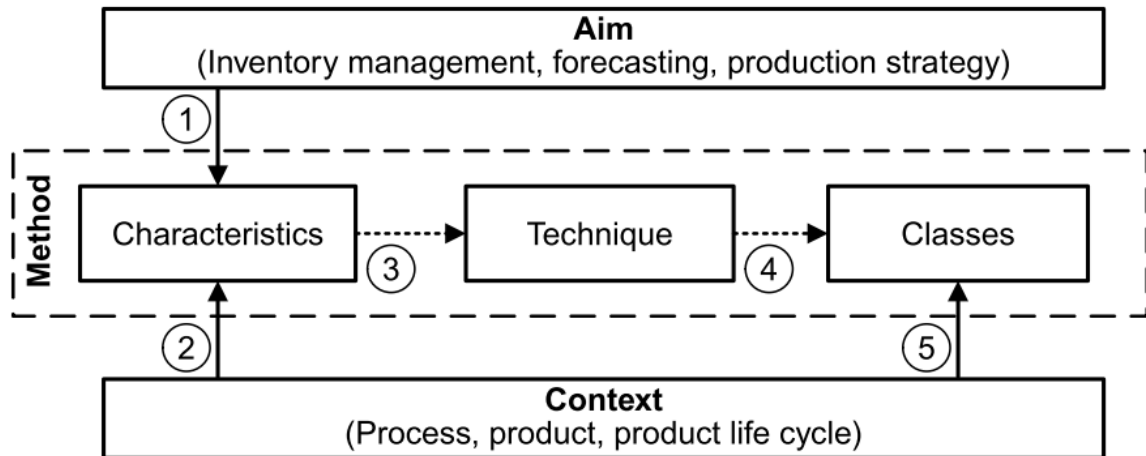 Aim
(Inventory management, forecasting, production strategy)
1
Method
Characteristics
3
Technique
4
Classes
2
5
Context
(Process, product, product life cycle)